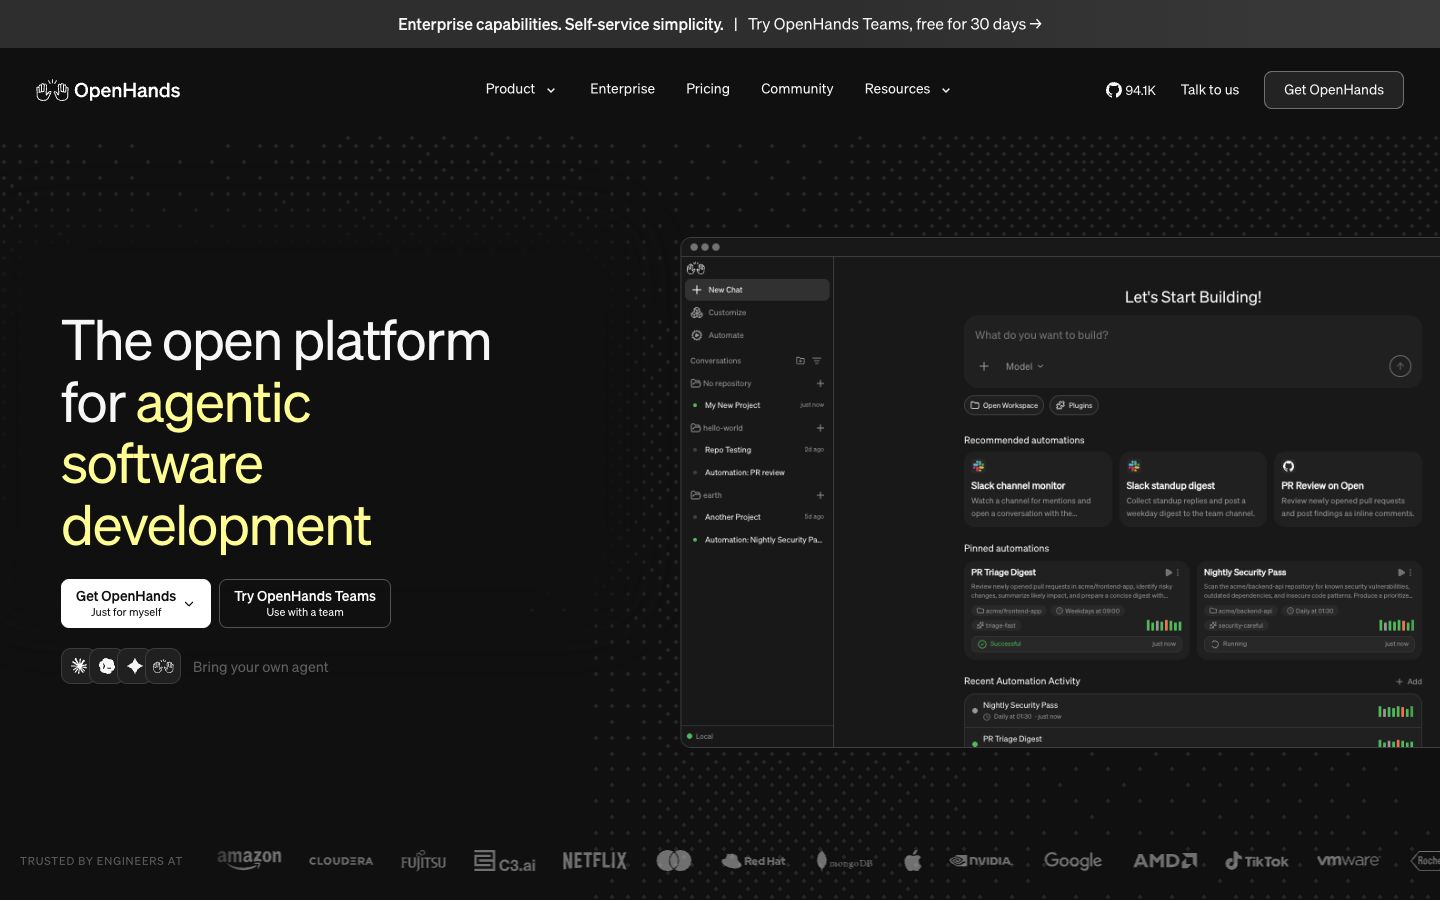 Enterprise capabilities. Self-service simplicity. | Try OpenHands Teams, free for 30 days →
OpenHands
Product
Enterprise
Pricing
Community
Resources
94.1K
Talk to us
Get OpenHands
The open platform
for agentic
software
development
Get OpenHands
Just for myself
Try OpenHands Teams
Use with a team
Bring your own agent
New Chat
Customize
Automate
Conversations
No repository
My New Project just now
hello-world
Repo Testing 2d ago
Automation: PR review
earth
Another Project 5d ago
Automation: Nightly Security Pa...
Local
Let's Start Building!
What do you want to build?
Model
Open Workspace
Plugins
Recommended automations
Slack channel monitor
Watch a channel for mentions and
open a conversation with the...
Slack standup digest
Collect standup replies and post a
weekday digest to the team channel.
PR Review on Open
Review newly opened pull requests
and post findings as inline comments.
Pinned automations
PR Triage Digest
Review newly opened pull requests in acme/frontend-app, identify risky
changes, summarize likely impact, and prepare a concise digest with...
acme/frontend-app
Weekdays at 09:00
triage-fast
Successful just now
Nightly Security Pass
Scan the acme/backend-api repository for known security vulnerabilities,
outdated dependencies, and insecure code patterns. Produce a prioritize...
acme/backend-api
Daily at 01:30
security-careful
Running just now
Recent Automation Activity
Add
Nightly Security Pass
Daily at 01:30 · just now
PR Triage Digest
TRUSTED BY ENGINEERS AT
amazon
CLOUDERA
FUJITSU
C3.ai
NETFLIX
Red Hat
mongoDB
NVIDIA.
Google
AMD
TikTok
vmware
Roche